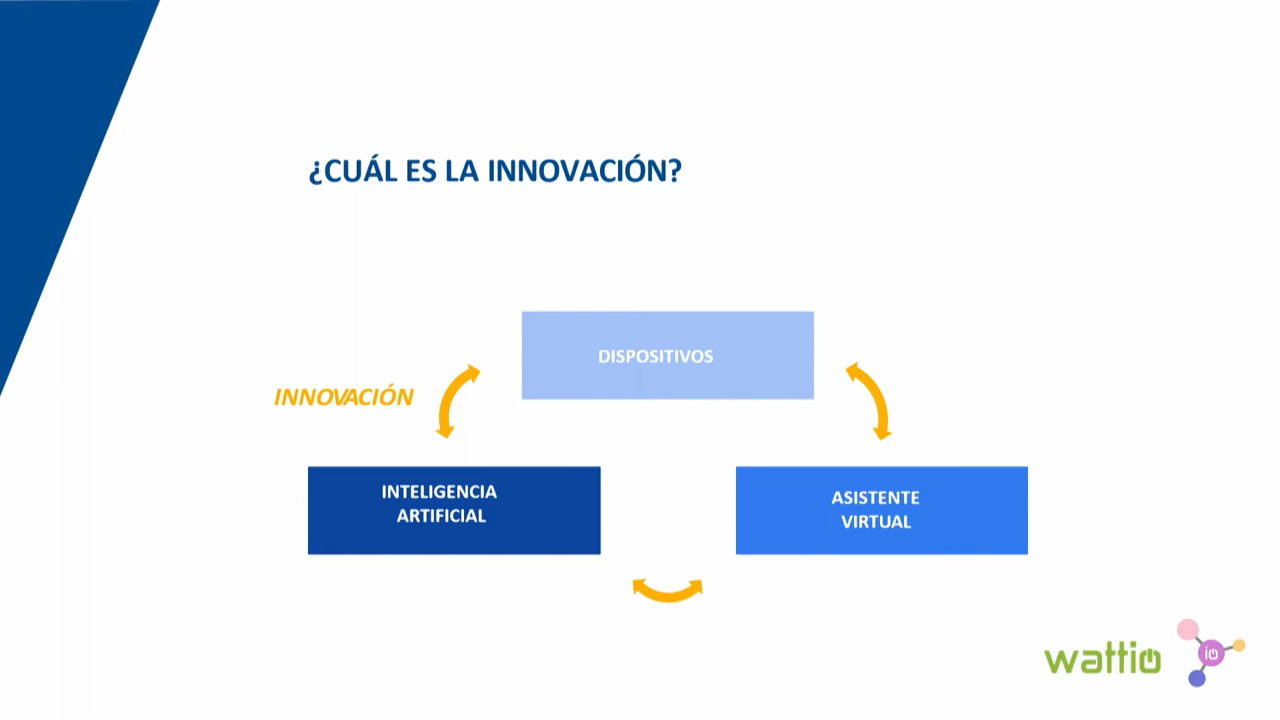 ¿CUÁL ES LA INNOVACIÓN?
DISPOSITIVOS
INNOVACIÓN
INTELIGENCIA
ARTIFICIAL
ASISTENTE
VIRTUAL
wattio
io